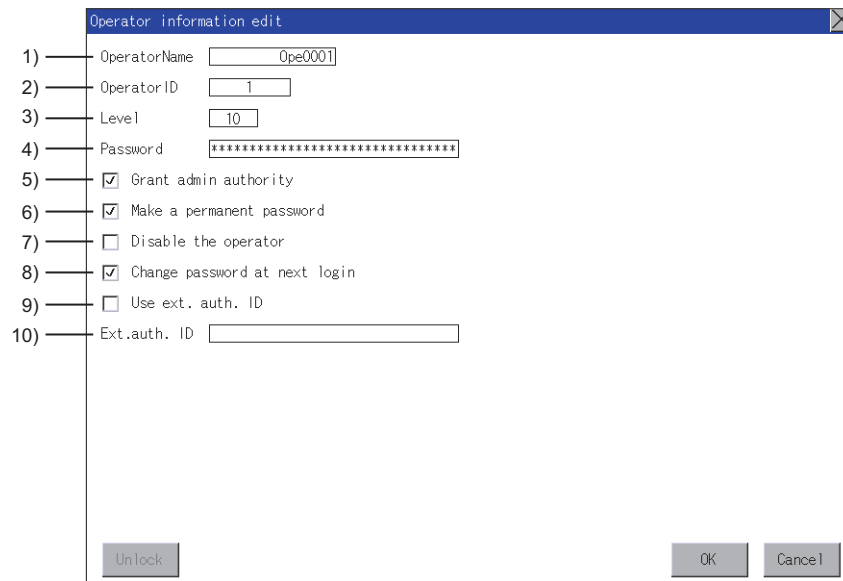 Operator information edit
1) OperatorName Ope0001
2) OperatorID 1
3) Level 10
4) Password ********************************
5) Grant admin authority
6) Make a permanent password
7) Disable the operator
8) Change password at next login
9) Use ext. auth. ID
10) Ext.auth. ID
Unlock OK Cancel